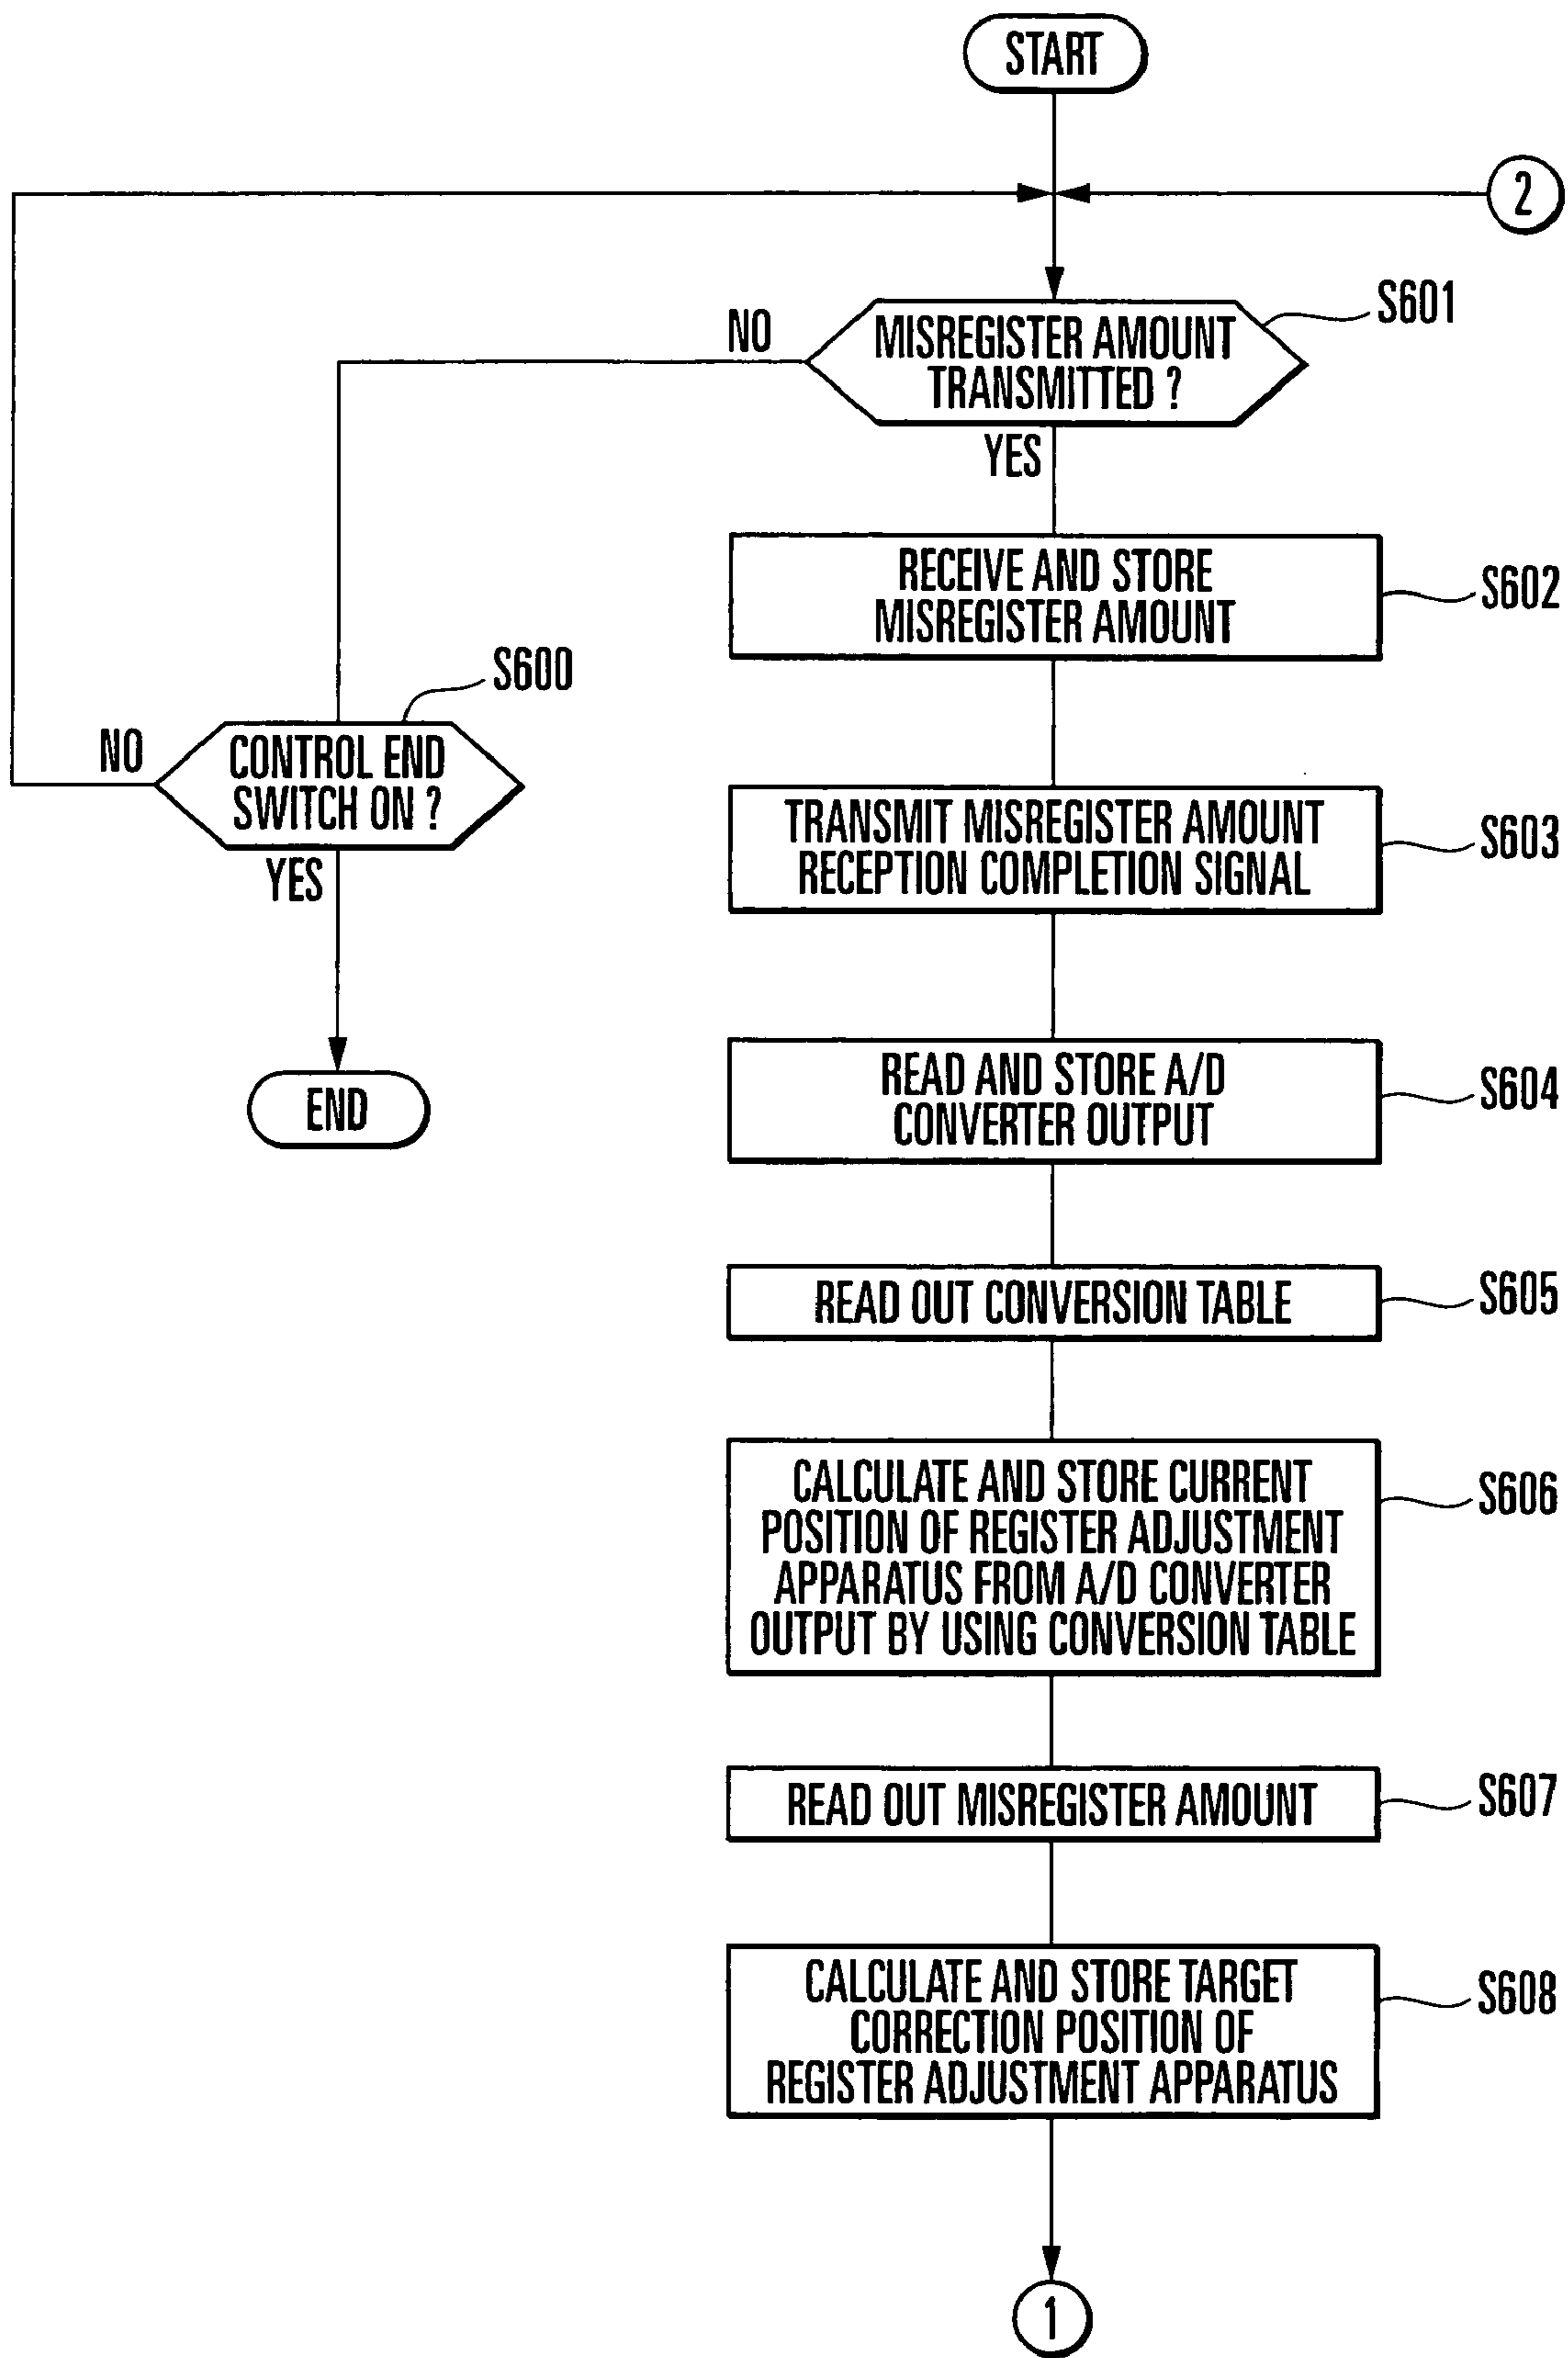 START
2
S601
NO
MISREGISTER AMOUNT
TRANSMITTED ?
YES
RECEIVE AND STORE
MISREGISTER AMOUNT
S602
S600
NO
CONTROL END
SWITCH ON ?
YES
END
TRANSMIT MISREGISTER AMOUNT
RECEPTION COMPLETION SIGNAL
S603
READ AND STORE A/D
CONVERTER OUTPUT
S604
READ OUT CONVERSION TABLE
S605
CALCULATE AND STORE CURRENT
POSITION OF REGISTER ADJUSTMENT
APPARATUS FROM A/D CONVERTER
OUTPUT BY USING CONVERSION TABLE
S606
READ OUT MISREGISTER AMOUNT
S607
CALCULATE AND STORE TARGET
CORRECTION POSITION OF
REGISTER ADJUSTMENT APPARATUS
S608
1